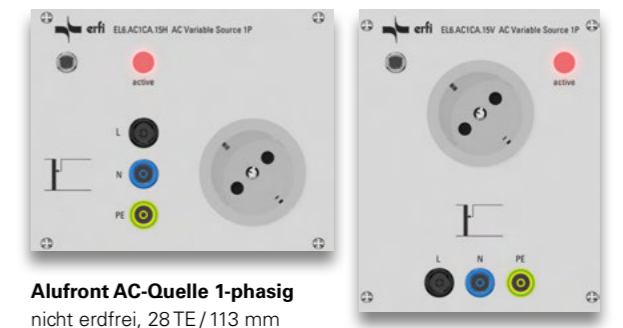 erfi EL6.AC1CA.15H AC Variable Source 1P
active
L
N
PE
Alufront AC-Quelle 1-phasig
nicht erdfrei, 28 TE / 113 mm
erfi EL6.AC1CA.15V AC Variable Source 1P
active
L N PE